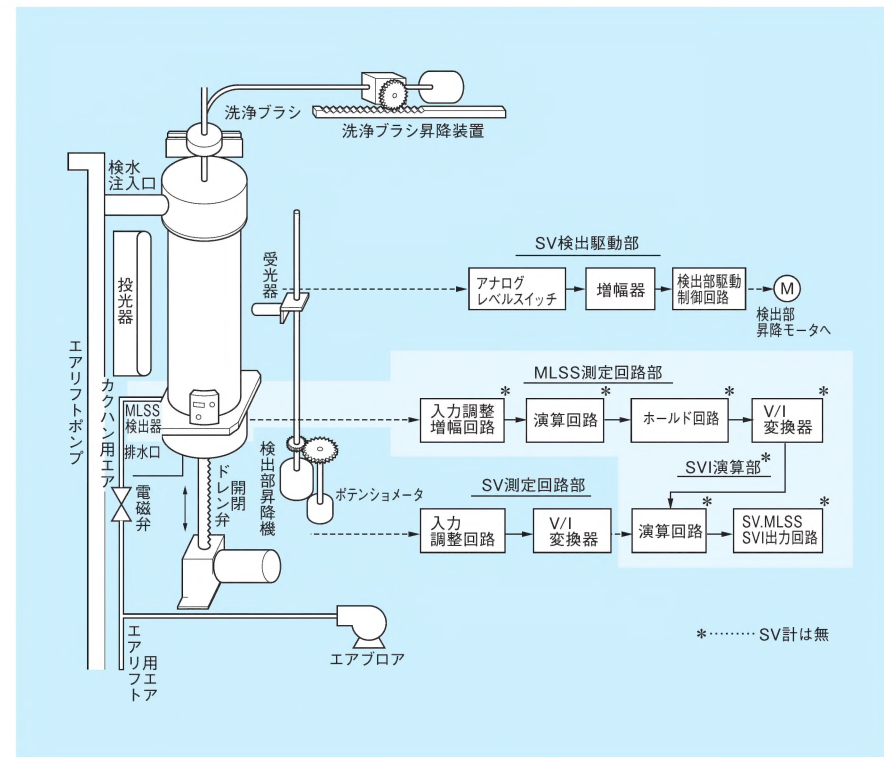 洗浄ブラシ
洗浄ブラシ昇降装置
検水
注入口
投光器
受光器
エアリフトポンプ
カクハン用エア
MLSS
検出器
排水口
電磁弁
ドレン弁
開閉
検出部昇降機
ポテンショメータ
エアリフト
用エア
エアブロア
SV検出駆動部
アナログ
レベルスイッチ
増幅器
検出部駆動
制御回路
M
検出部
昇降モータへ
MLSS測定回路部
入力調整
増幅回路
*
演算回路
*
ホールド回路
*
V/I
変換器
*
SVI演算部*
SV測定回路部
入力
調整回路
V/I
変換器
演算回路
*
SV.MLSS
SVI出力回路
*
*………SV計は無